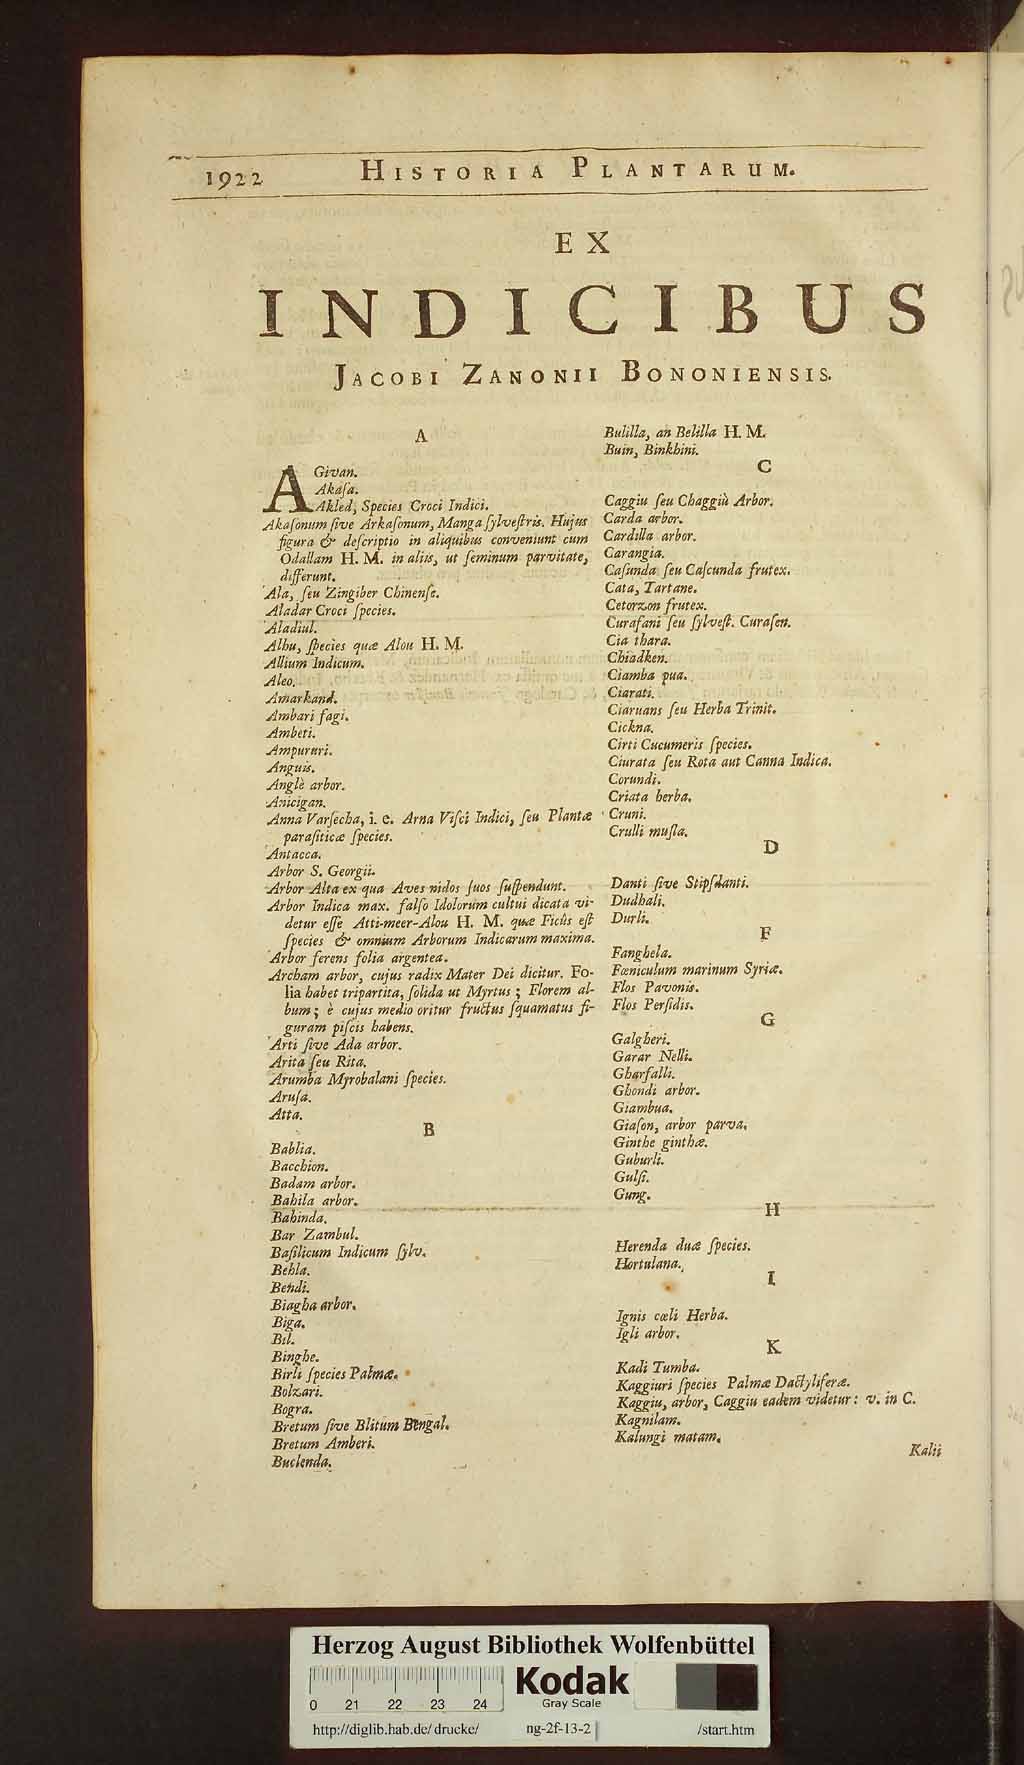 1922 HISTORIA PLANTARUM.
EX
INDICIBUS
JACOBI ZANONII BONONIENSIS.
A
AGivan.
Akaſa.
Akled, Species Croci Indici.
Akaſonum ſive Arkaſonum, Manga ſylveſtris. Hujus
figura & deſcriptio in aliquibus conveniunt cum
Odallam H. M. in aliis, ut ſeminum parvitate,
differunt.
Ala, ſeu Zingiber Chinenſe.
Aladar Croci ſpecies.
Aladiul.
Albu, ſpecies quæ Alou H. M.
Allium Indicum.
Aleo.
Amarkand.
Ambari fagi.
Ambeti.
Ampururi.
Anguis.
Anglè arbor.
Anicigan.
Anna Varſecha, i. e. Arna Viſci Indici, ſeu Plantæ
paraſiticæ ſpecies.
Antacca.
Arbor S. Georgii.
Arbor Alta ex qua Aves nidos ſuos ſuſpendunt.
Arbor Indica max. falſo Idolorum cultui dicata vi-
detur eſſe Atti-meer-Alou H. M. quæ Ficûs eſt
ſpecies & omnium Arborum Indicarum maxima.
Arbor ferens folia argentea.
Archam arbor, cujus radix Mater Dei dicitur. Fo-
lia habet tripartita, ſolida ut Myrtus; Florem al-
bum; è cujus medio oritur fructus ſquamatus fi-
guram piſcis habens.
Arti ſive Ada arbor.
Arita ſeu Rita.
Arumba Myrobalani ſpecies.
Aruſa.
Atta.
B
Bablia.
Bacchion.
Badam arbor.
Bahila arbor.
Bahinda.
Bar Zambul.
Baſilicum Indicum ſylv.
Behla.
Bendi.
Biagha arbor.
Biga.
Bil.
Binghe.
Birli ſpecies Palmæ.
Bolzari.
Bogra.
Bretum ſive Blitum Bengal.
Bretum Amberi.
Buclenda.
Bulilla, an Belilla H. M.
Buin, Binkhini.
C
Caggiu ſeu Chaggiù Arbor.
Carda arbor.
Cardilla arbor.
Carangia.
Caſunda ſeu Caſcunda frutex.
Cata, Tartane.
Cetorzon frutex.
Curafani ſeu ſylveſt. Curaſen.
Cia thara.
Chiadken.
Ciamba pua.
Ciarati.
Ciaruans ſeu Herba Trinit.
Cickna.
Cirti Cucumeris ſpecies.
Ciurata ſeu Rota aut Canna Indica.
Corundi.
Criata herba.
Cruni.
Crulli muſla.
D
Danti ſive Stipſdanti.
Dudhali.
Durli.
F
Fanghela.
Fœniculum marinum Syriæ.
Flos Pavonis.
Flos Perſidis.
G
Galgheri.
Garar Nelli.
Gharfalli.
Ghondi arbor.
Giambua.
Giaſon, arbor parva.
Ginthe ginthæ.
Guburli.
Gulſi.
Gung.
H
Herenda duæ ſpecies.
Hortulana.
I
Ignis cœli Herba.
Igli arbor.
K
Kadi Tumba.
Kaggiuri ſpecies Palmæ Dactyliferæ.
Kaggiu, arbor, Caggiu eadem videtur: v. in C.
Kagnilam.
Kalungi matam.
Kalii
Herzog August Bibliothek Wolfenbüttel
0 21 22 23 24
Kodak
Gray Scale
http://diglib.hab.de/drucke/ ng-2f-13-2 /start.htm